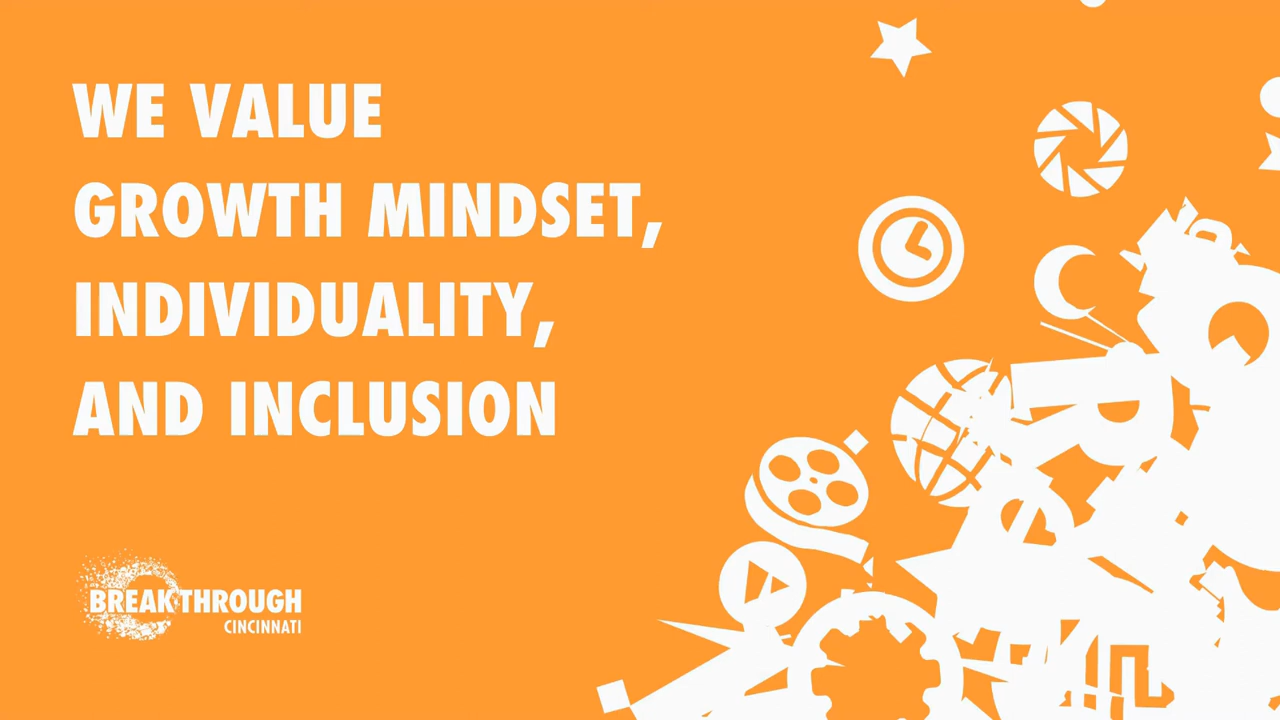 WE VALUE
GROWTH MINDSET,
INDIVIDUALITY,
AND INCLUSION
BREAKTHROUGH
CINCINNATI